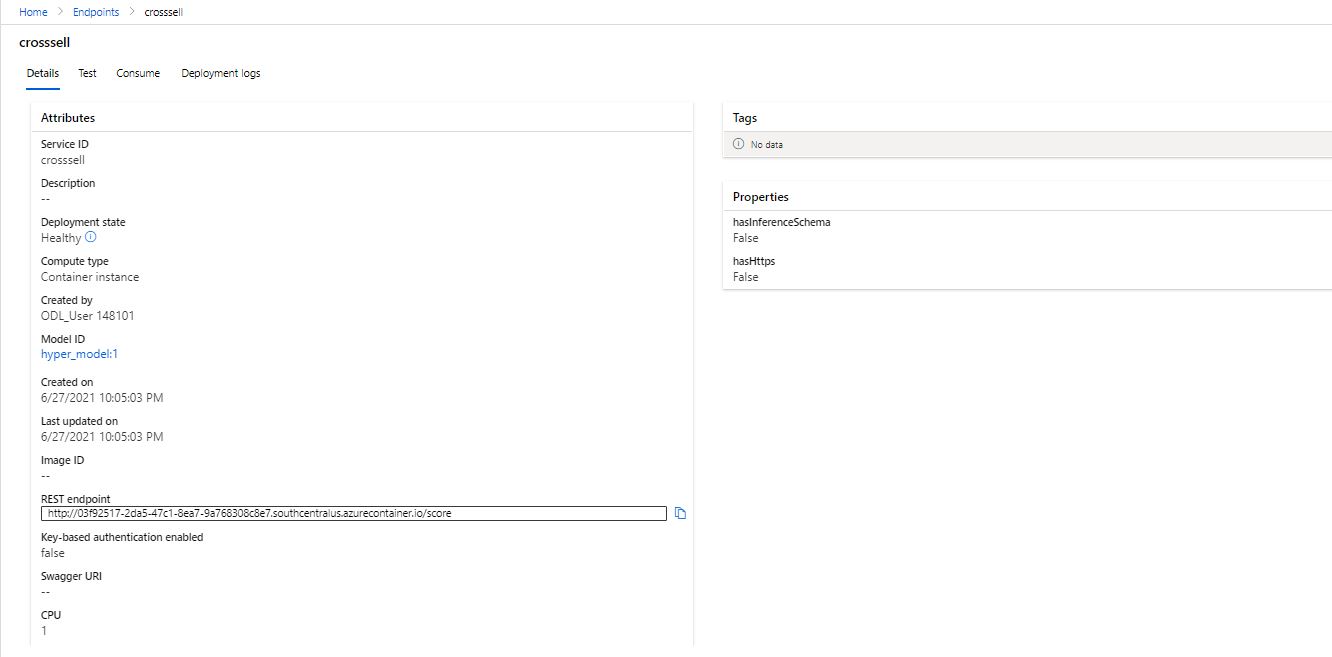 Home > Endpoints > crosssell
crosssell
Details Test Consume Deployment logs
Attributes
Service ID
crosssell
Description
--
Deployment state
Healthy
Compute type
Container instance
Created by
ODL_User 148101
Model ID
hyper_model:1
Created on
6/27/2021 10:05:03 PM
Last updated on
6/27/2021 10:05:03 PM
Image ID
--
REST endpoint
http://03f92517-2da5-47c1-8ea7-9a768308c8e7.southcentralus.azurecontainer.io/score
Key-based authentication enabled
false
Swagger URI
--
CPU
1
Tags
No data
Properties
hasInferenceSchema
False
hasHttps
False